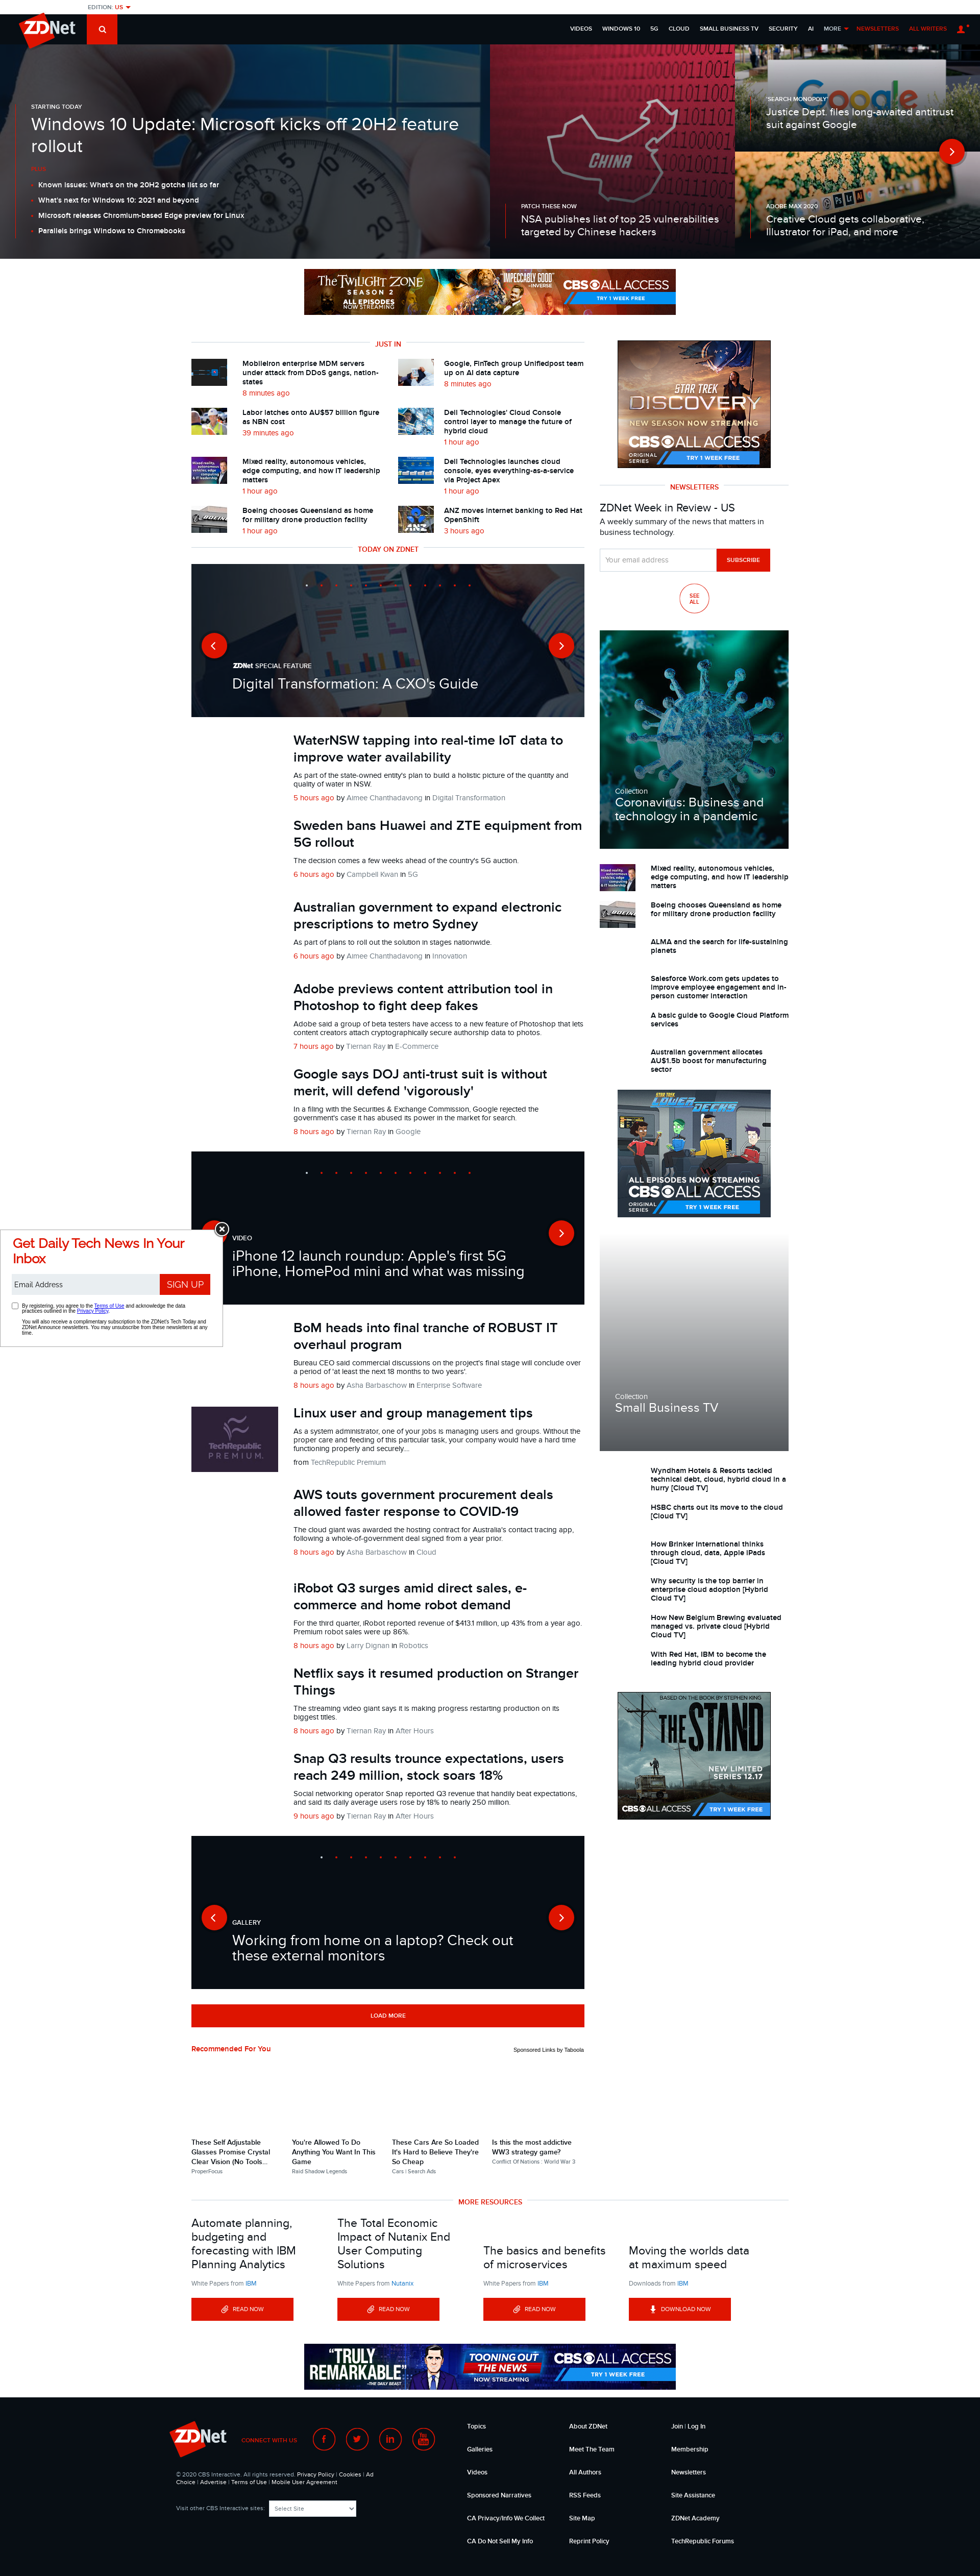 EDITION: US
ZDNet
VIDEOS WINDOWS 10 5G CLOUD SMALL BUSINESS TV SECURITY AI MORE NEWSLETTERS ALL WRITERS
STARTING TODAY
Windows 10 Update: Microsoft kicks off 20H2 feature
rollout
Known issues: What's on the 20H2 gotcha list so far
What's next for Windows 10: 2021 and beyond
Microsoft releases Chromium-based Edge preview for Linux
Parallels brings Windows to Chromebooks
CHINA
PATCH THESE NOW
NSA publishes list of top 25 vulnerabilities
targeted by Chinese hackers
Google
'SEARCH MONOPOLY'
Justice Dept. files long-awaited antitrust
suit against Google
ADOBE MAX 2020
Creative Cloud gets collaborative,
Illustrator for iPad, and more
THE TWILIGHT ZONE
SEASON 2
ALL EPISODES
NOW STREAMING
"IMPECCABLY GOOD"
-INVERSE
CBS ALL ACCESS
TRY 1 WEEK FREE
JUST IN
MobileIron enterprise MDM servers
under attack from DDoS gangs, nation-
states
8 minutes ago
Google, FinTech group Unifiedpost team
up on AI data capture
8 minutes ago
Labor latches onto AU$57 billion figure
as NBN cost
39 minutes ago
Dell Technologies' Cloud Console
control layer to manage the future of
hybrid cloud
1 hour ago
Mixed reality, autonomous vehicles,
edge computing, and how IT leadership
matters
1 hour ago
Dell Technologies launches cloud
console, eyes everything-as-a-service
via Project Apex
1 hour ago
BOEING
Boeing chooses Queensland as home
for military drone production facility
1 hour ago
ANZ
ANZ moves internet banking to Red Hat
OpenShift
3 hours ago
TODAY ON ZDNET
ZDNet SPECIAL FEATURE
Digital Transformation: A CXO's Guide
WaterNSW tapping into real-time IoT data to
improve water availability
As part of the state-owned entity's plan to build a holistic picture of the quantity and
quality of water in NSW.
5 hours ago by Aimee Chanthadavong in Digital Transformation
Sweden bans Huawei and ZTE equipment from
5G rollout
The decision comes a few weeks ahead of the country's 5G auction.
6 hours ago by Campbell Kwan in 5G
Australian government to expand electronic
prescriptions to metro Sydney
As part of plans to roll out the solution in stages nationwide.
6 hours ago by Aimee Chanthadavong in Innovation
Adobe previews content attribution tool in
Photoshop to fight deep fakes
Adobe said a group of beta testers have access to a new feature of Photoshop that lets
content creators attach cryptographically secure authorship data to photos.
7 hours ago by Tiernan Ray in E-Commerce
Google says DOJ anti-trust suit is without
merit, will defend 'vigorously'
In a filing with the Securities & Exchange Commission, Google rejected the
government's case it has abused its power in the market for search.
8 hours ago by Tiernan Ray in Google
VIDEO
iPhone 12 launch roundup: Apple's first 5G
iPhone, HomePod mini and what was missing
BoM heads into final tranche of ROBUST IT
overhaul program
Bureau CEO said commercial discussions on the project's final stage will conclude over
a period of 'at least the next 18 months to two years'.
8 hours ago by Asha Barbaschow in Enterprise Software
TechRepublic
PREMIUM
Linux user and group management tips
As a system administrator, one of your jobs is managing users and groups. Without the
proper care and feeding of this particular task, your company would have a hard time
functioning properly and securely...
from TechRepublic Premium
AWS touts government procurement deals
allowed faster response to COVID-19
The cloud giant was awarded the hosting contract for Australia's contact tracing app,
following a whole-of-government deal signed from a year prior.
8 hours ago by Asha Barbaschow in Cloud
iRobot Q3 surges amid direct sales, e-
commerce and home robot demand
For the third quarter, iRobot reported revenue of $413.1 million, up 43% from a year ago.
Premium robot sales were up 86%.
8 hours ago by Larry Dignan in Robotics
Netflix says it resumed production on Stranger
Things
The streaming video giant says it is making progress restarting production on its
biggest titles.
8 hours ago by Tiernan Ray in After Hours
Snap Q3 results trounce expectations, users
reach 249 million, stock soars 18%
Social networking operator Snap reported Q3 revenue that handily beat expectations,
and said its daily average users rose by 18% to nearly 250 million.
9 hours ago by Tiernan Ray in After Hours
GALLERY
Working from home on a laptop? Check out
these external monitors
LOAD MORE
STAR TREK
DISCOVERY
NEW SEASON NOW STREAMING
CBS ALL ACCESS
ORIGINAL SERIES
TRY 1 WEEK FREE
NEWSLETTERS
ZDNet Week in Review - US
A weekly summary of the news that matters in
business technology.
Your email address
SUBSCRIBE
SEE
ALL
Collection
Coronavirus: Business and
technology in a pandemic
Mixed reality, autonomous vehicles,
edge computing, and how IT leadership
matters
BOEING
Boeing chooses Queensland as home
for military drone production facility
ALMA and the search for life-sustaining
planets
Salesforce Work.com gets updates to
improve employee engagement and in-
person customer interaction
A basic guide to Google Cloud Platform
services
Australian government allocates
AU$1.5b boost for manufacturing
sector
STAR TREK
LOWER DECKS
ALL EPISODES NOW STREAMING
CBS ALL ACCESS
ORIGINAL SERIES
TRY 1 WEEK FREE
Collection
Small Business TV
Wyndham Hotels & Resorts tackled
technical debt, cloud, hybrid cloud in a
hurry [Cloud TV]
HSBC charts out its move to the cloud
[Cloud TV]
How Brinker International thinks
through cloud, data, Apple iPads
[Cloud TV]
Why security is the top barrier in
enterprise cloud adoption [Hybrid
Cloud TV]
How New Belgium Brewing evaluated
managed vs. private cloud [Hybrid
Cloud TV]
With Red Hat, IBM to become the
leading hybrid cloud provider
BASED ON THE BOOK BY STEPHEN KING
THE STAND
NEW LIMITED
SERIES 12.17
CBS ALL ACCESS
TRY 1 WEEK FREE
Get Daily Tech News In Your
Inbox
Email Address
SIGN UP
By registering, you agree to the Terms of Use and acknowledge the data
practices outlined in the Privacy Policy.
You will also receive a complimentary subscription to the ZDNet's Tech Today and
ZDNet Announce newsletters. You may unsubscribe from these newsletters at any
time.
Recommended For You
Sponsored Links by Taboola
These Self Adjustable
Glasses Promise Crystal
Clear Vision (No Tools...
ProperFocus
You're Allowed To Do
Anything You Want In This
Game
Raid Shadow Legends
These Cars Are So Loaded
It's Hard to Believe They're
So Cheap
Cars | Search Ads
Is this the most addictive
WW3 strategy game?
Conflict Of Nations : World War 3
MORE RESOURCES
Automate planning,
budgeting and
forecasting with IBM
Planning Analytics
White Papers from IBM
READ NOW
The Total Economic
Impact of Nutanix End
User Computing
Solutions
White Papers from Nutanix
READ NOW
The basics and benefits
of microservices
White Papers from IBM
READ NOW
Moving the worlds data
at maximum speed
Downloads from IBM
DOWNLOAD NOW
"TRULY
REMARKABLE"
-THE DAILY BEAST
TOONING OUT
THE NEWS
NOW STREAMING
CBS ALL ACCESS
TRY 1 WEEK FREE
ZDNet
CONNECT WITH US
© 2020 CBS Interactive. All rights reserved. Privacy Policy | Cookies | Ad
Choice | Advertise | Terms of Use | Mobile User Agreement
Visit other CBS Interactive sites: Select Site
Topics
Galleries
Videos
Sponsored Narratives
CA Privacy/Info We Collect
CA Do Not Sell My Info
About ZDNet
Meet The Team
All Authors
RSS Feeds
Site Map
Reprint Policy
Join | Log In
Membership
Newsletters
Site Assistance
ZDNet Academy
TechRepublic Forums